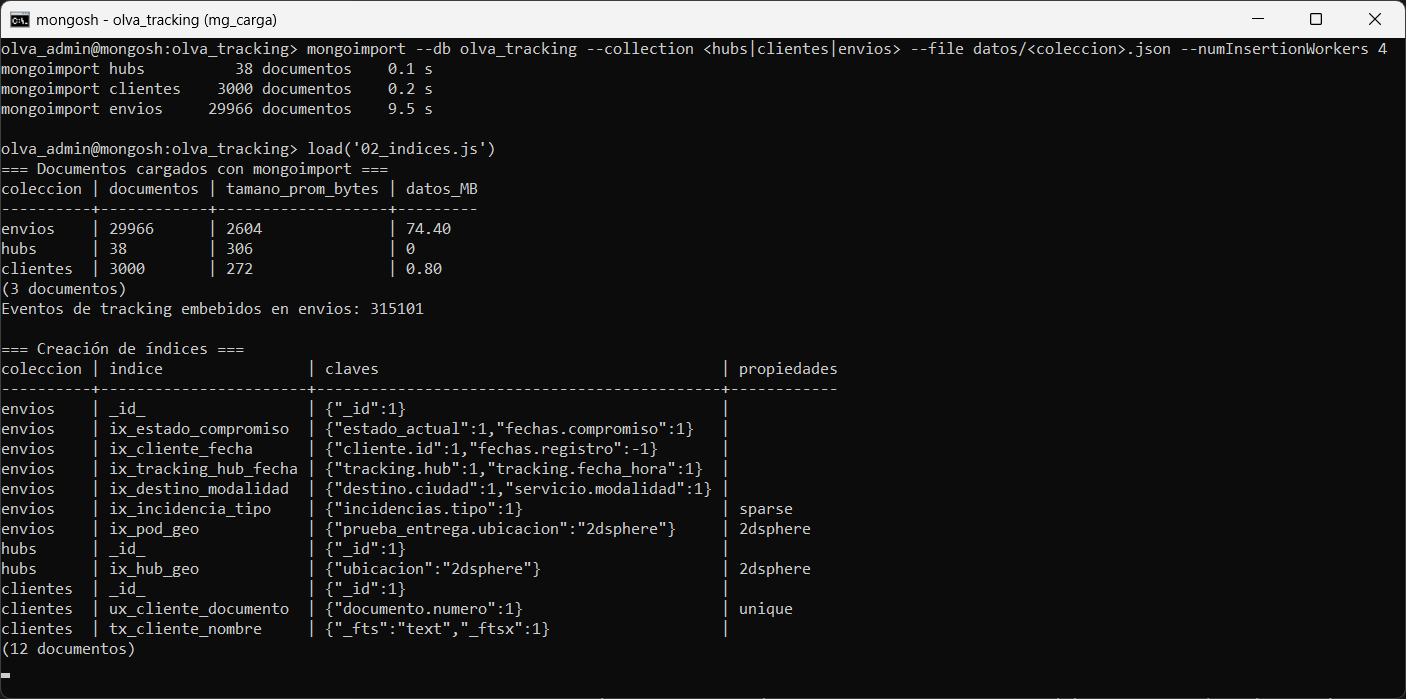 mongosh - olva_tracking (mg_carga)
olva_admin@mongosh:olva_tracking> mongoimport --db olva_tracking --collection <hubs|clientes|envios> --file datos/<coleccion>.json --numInsertionWorkers 4
mongoimport hubs          38 documentos    0.1 s
mongoimport clientes    3000 documentos    0.2 s
mongoimport envios     29966 documentos    9.5 s
olva_admin@mongosh:olva_tracking> load('02_indices.js')
=== Documentos cargados con mongoimport ===
coleccion | documentos | tamano_prom_bytes | datos_MB
----------+------------+-------------------+---------
envios    | 29966      | 2604              | 74.40
hubs      | 38         | 306               | 0
clientes  | 3000       | 272               | 0.80
(3 documentos)
Eventos de tracking embebidos en envios: 315101
=== Creación de índices ===
coleccion | indice                | claves                                      | propiedades
----------+-----------------------+---------------------------------------------+------------
envios    | _id_                  | {"_id":1}                                   |
envios    | ix_estado_compromiso  | {"estado_actual":1,"fechas.compromiso":1}   |
envios    | ix_cliente_fecha      | {"cliente.id":1,"fechas.registro":-1}       |
envios    | ix_tracking_hub_fecha | {"tracking.hub":1,"tracking.fecha_hora":1}  |
envios    | ix_destino_modalidad  | {"destino.ciudad":1,"servicio.modalidad":1} |
envios    | ix_incidencia_tipo    | {"incidencias.tipo":1}                      | sparse
envios    | ix_pod_geo            | {"prueba_entrega.ubicacion":"2dsphere"}     | 2dsphere
hubs      | _id_                  | {"_id":1}                                   |
hubs      | ix_hub_geo            | {"ubicacion":"2dsphere"}                    | 2dsphere
clientes  | _id_                  | {"_id":1}                                   |
clientes  | ux_cliente_documento  | {"documento.numero":1}                      | unique
clientes  | tx_cliente_nombre     | {"_fts":"text","_ftsx":1}                   |
(12 documentos)